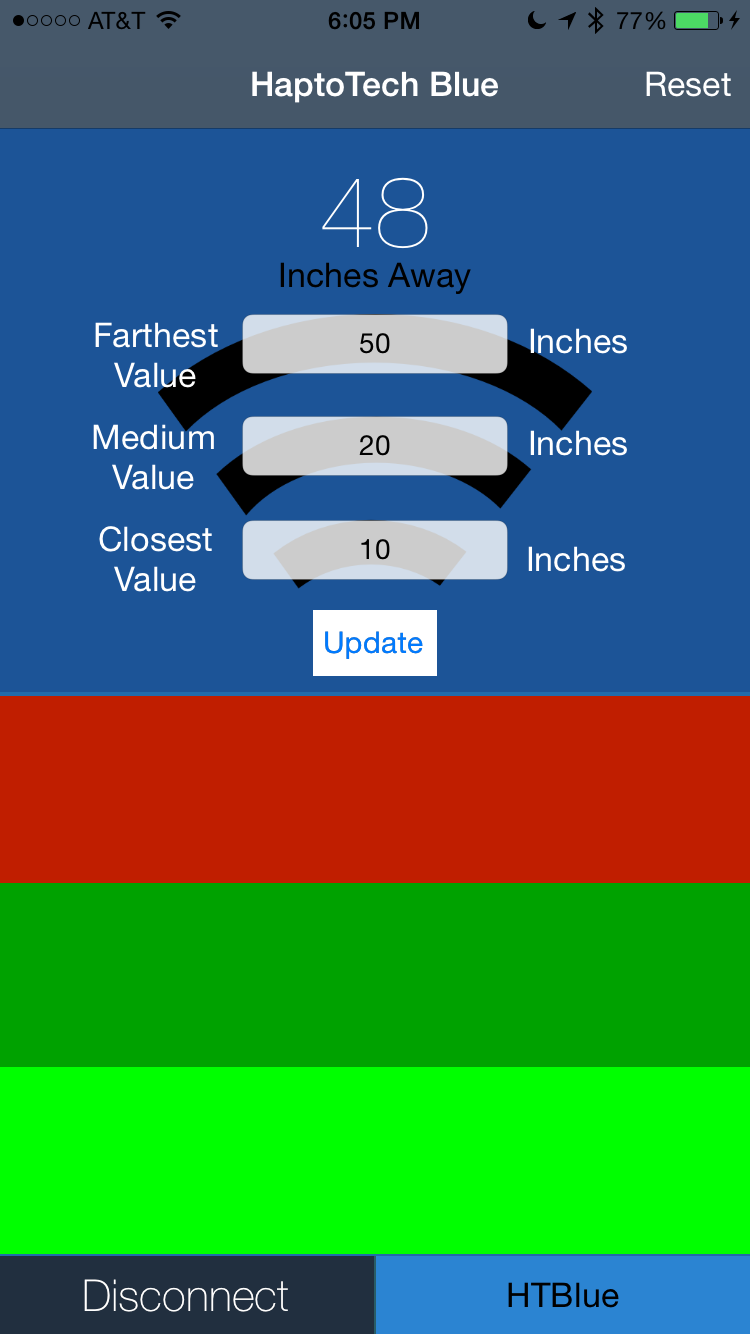 AT&T 6:05 PM 77%
HaptoTech Blue Reset
48
Inches Away
Farthest
Value
50 Inches
Medium
Value
20 Inches
Closest
Value
10 Inches
Update
Disconnect HTBlue